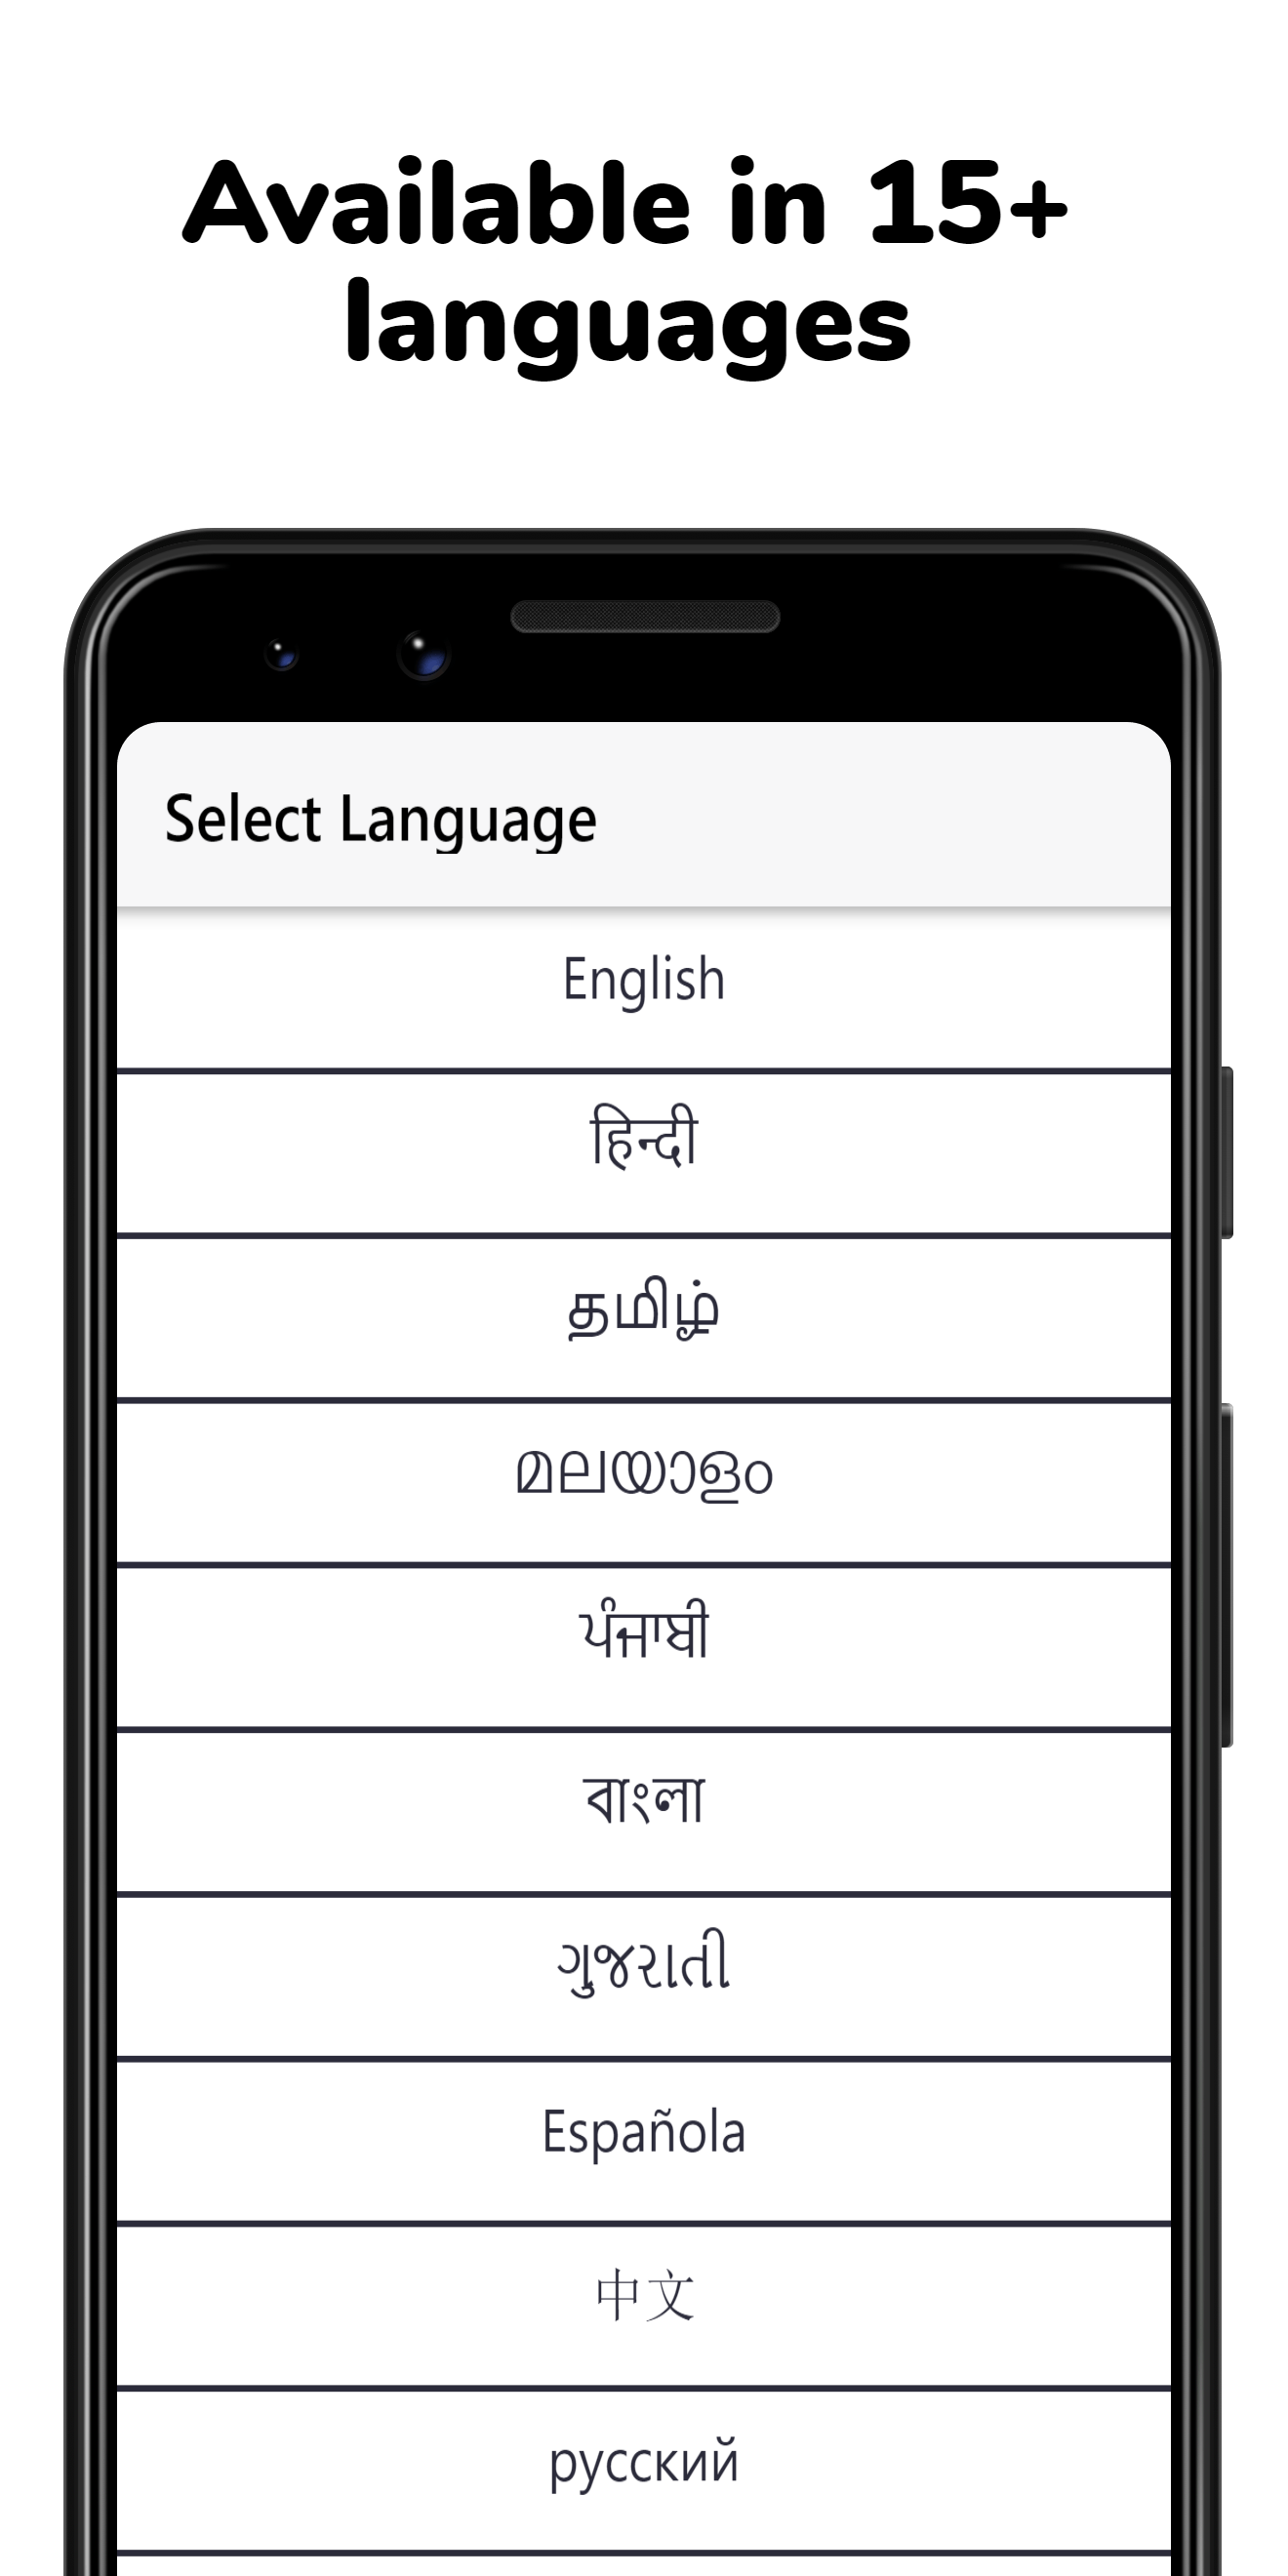 Available in 15+
languages
Select Language
English
हिन्दी
தமிழ்
മലയാളം
ਪੰਜਾਬੀ
বাংলা
ગુજરાતી
Española
中文
русский